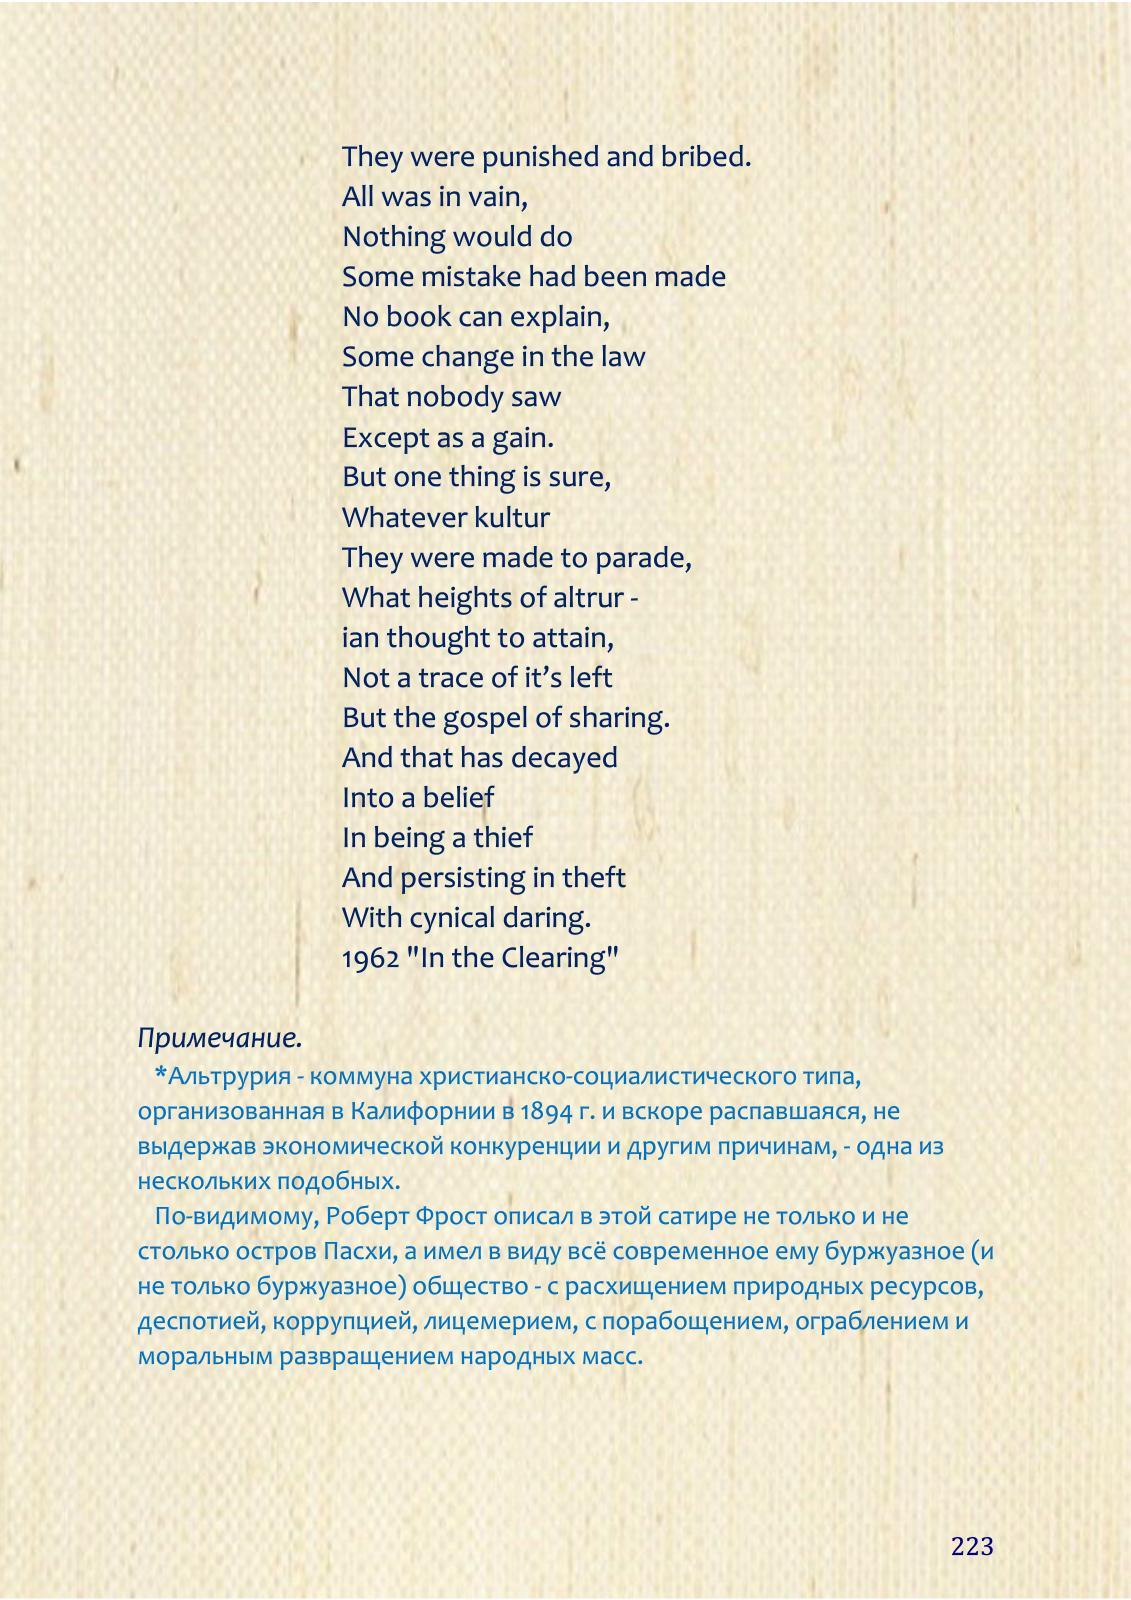 They were punished and bribed.
All was in vain,
Nothing would do
Some mistake had been made
No book can explain,
Some change in the law
That nobody saw
Except as a gain.
But one thing is sure,
Whatever kultur
They were made to parade,
What heights of altrur -
ian thought to attain,
Not a trace of it’s left
But the gospel of sharing.
And that has decayed
Into a belief
In being a thief
And persisting in theft
With cynical daring.
1962 "In the Clearing"
Примечание.
*Альтрурия - коммуна христианско-социалистического типа,
организованная в Калифорнии в 1894 г. и вскоре распавшаяся, не
выдержав экономической конкуренции и другим причинам, - одна из
нескольких подобных.
По-видимому, Роберт Фрост описал в этой сатире не только и не
столько остров Пасхи, а имел в виду всё современное ему буржуазное (и
не только буржуазное) общество - с расхищением природных ресурсов,
деспотией, коррупцией, лицемерием, с порабощением, ограблением и
моральным развращением народных масс.
223